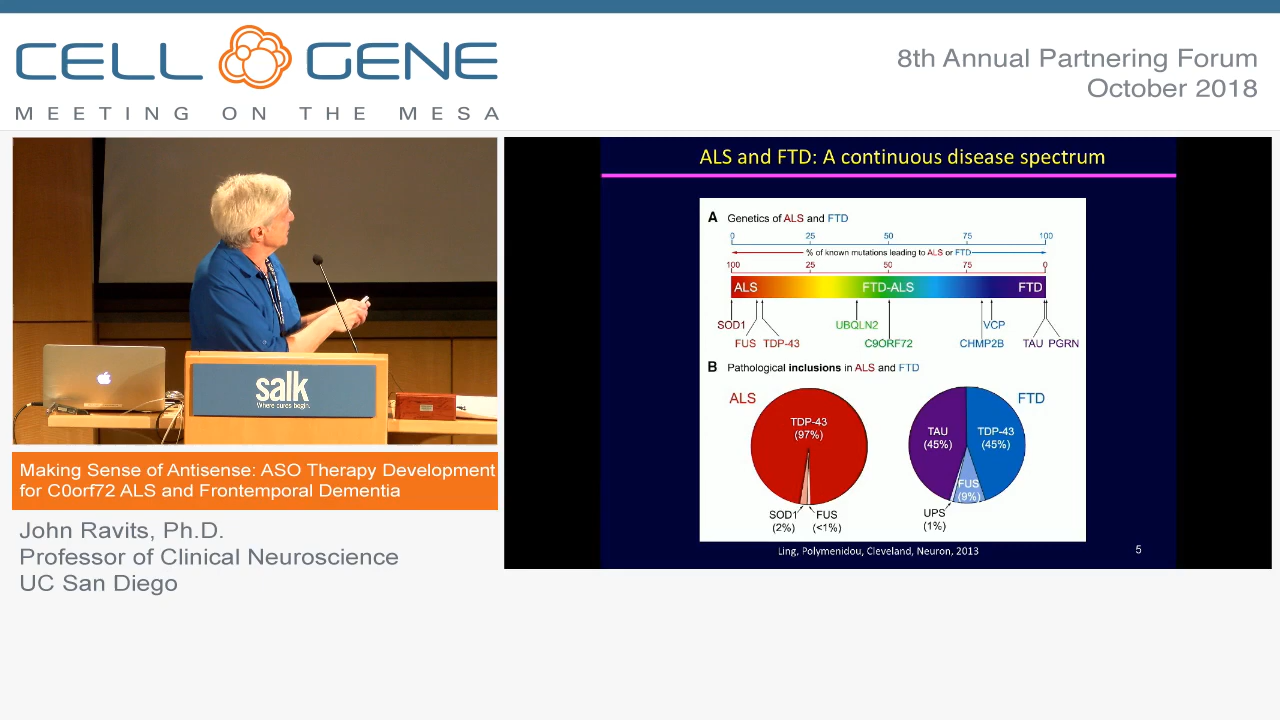 CELL GENE
MEETING ON THE MESA
8th Annual Partnering Forum
October 2018
salk
Where cures begin.
Making Sense of Antisense: ASO Therapy Development
for C0orf72 ALS and Frontemporal Dementia
John Ravits, Ph.D.
Professor of Clinical Neuroscience
UC San Diego
ALS and FTD: A continuous disease spectrum
A Genetics of ALS and FTD
0 25 50 75 100
% of known mutations leading to ALS or FTD
100 25 50 75 0
ALS FTD-ALS FTD
SOD1 UBQLN2 VCP
FUS TDP-43 C9ORF72 CHMP2B TAU PGRN
B Pathological inclusions in ALS and FTD
ALS FTD
TDP-43
(97%)
SOD1
(2%)
FUS
(<1%)
TAU
(45%)
TDP-43
(45%)
FUS
(9%)
UPS
(1%)
Ling, Polymenidou, Cleveland, Neuron, 2013
5